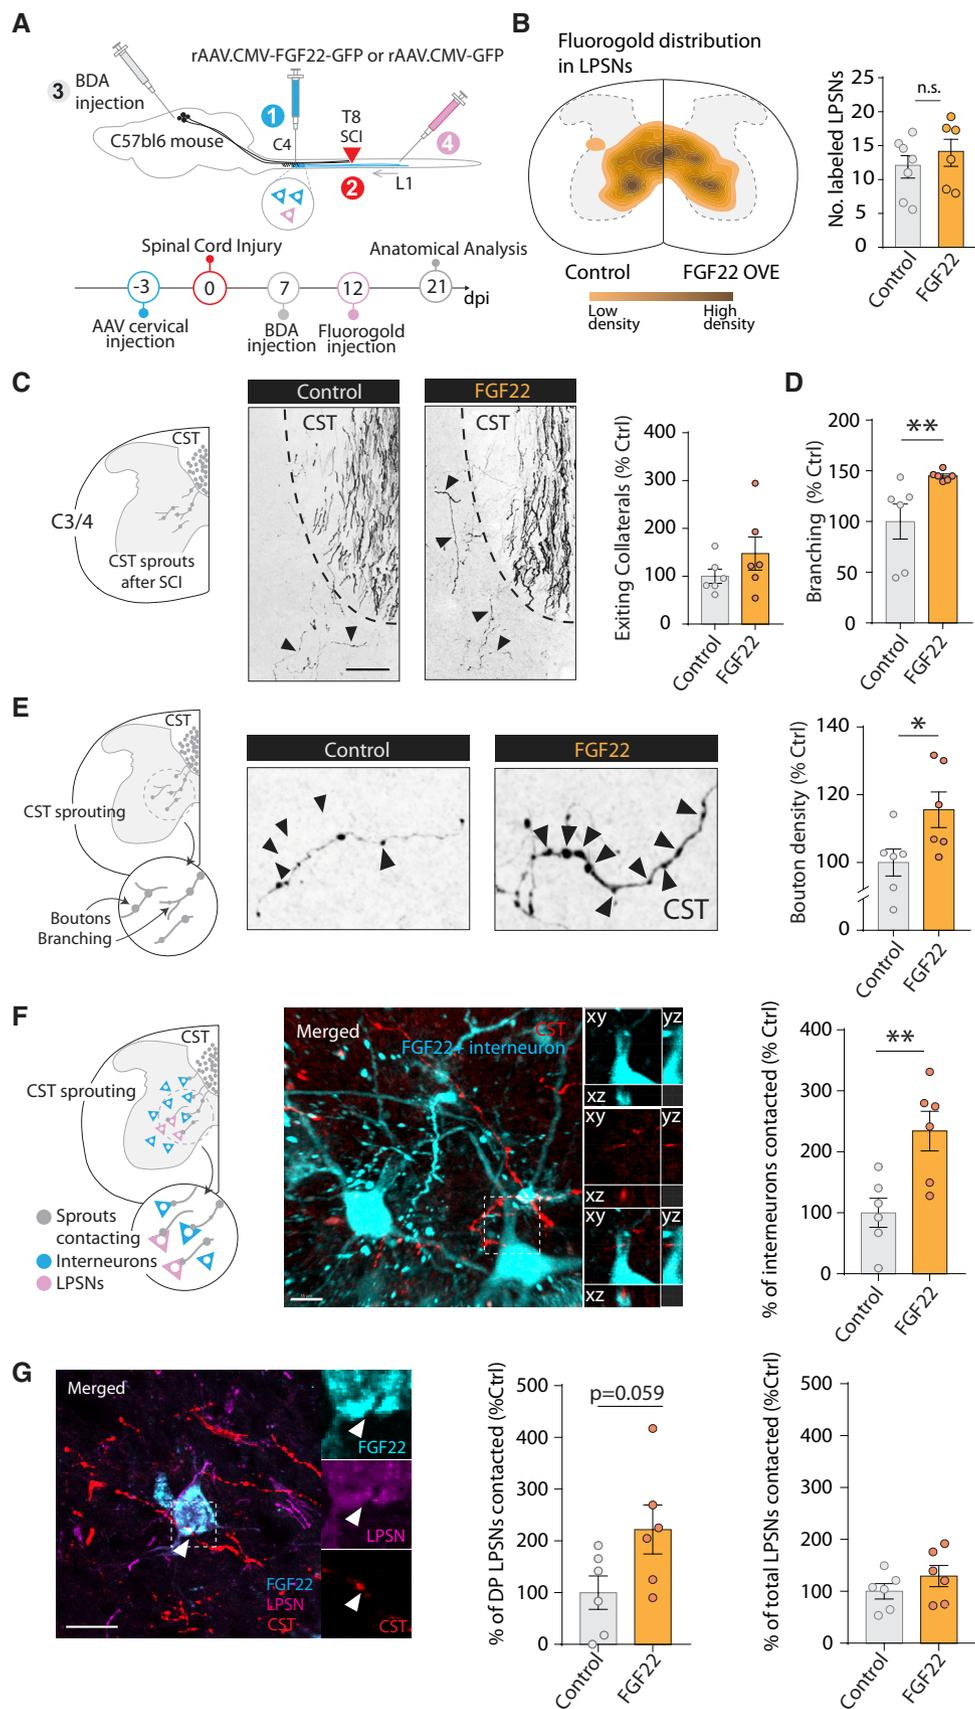 A
rAAV.CMV-FGF22-GFP or rAAV.CMV-GFP
3 BDA
injection
1
C57bl6 mouse
C4
T8
SCI
4
2
L1
Spinal Cord Injury
Anatomical Analysis
-3
0
7
12
21
dpi
AAV cervical
injection
BDA
injection
Fluorogold
injection
B
Fluorogold distribution
in LPSNs
Control
FGF22 OVE
Low
density
High
density
No. labeled LPSNs
25
20
15
10
5
0
n.s.
Control
FGF22
C
CST
C3/4
CST sprouts
after SCI
Control
CST
FGF22
CST
Exiting Collaterals (% Ctrl)
400
300
200
100
0
Control
FGF22
D
Branching (% Ctrl)
200
150
100
50
0
**
Control
FGF22
E
CST
CST sprouting
Boutons
Branching
Control
FGF22
CST
Bouton density (% Ctrl)
140
120
100
0
*
Control
FGF22
F
CST
CST sprouting
Sprouts
contacting
Interneurons
LPSNs
Merged
CST
FGF22+ interneuron
xy
yz
xz
xy
yz
xz
xy
yz
xz
% of interneurons contacted (% Ctrl)
400
300
200
100
0
**
Control
FGF22
G
Merged
FGF22
LPSN
CST
FGF22
LPSN
CST
% of DP LPSNs contacted (%Ctrl)
500
400
300
200
100
0
p=0.059
Control
FGF22
% of total LPSNs contacted (%Ctrl)
500
400
300
200
100
0
Control
FGF22